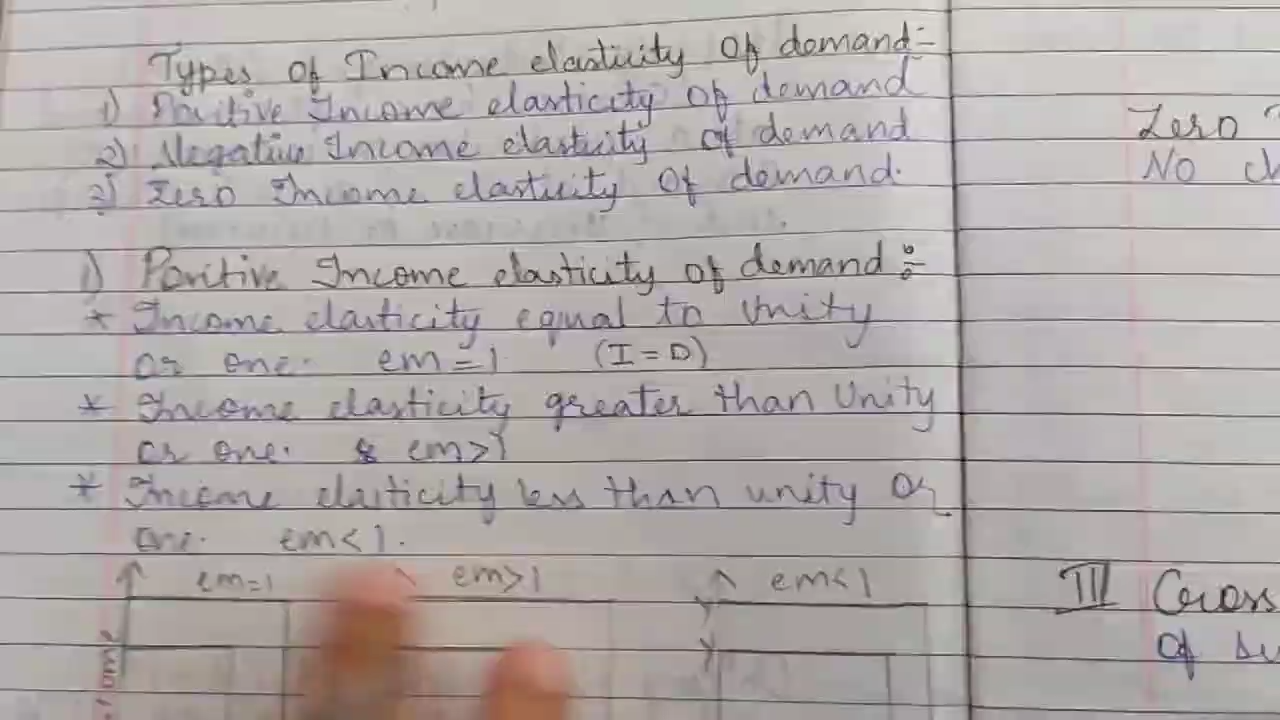 Types of Income elasticity of demand:-
1) Positive Income elasticity of demand
2) Negative Income elasticity of demand
3) Zero Income elasticity of demand.
1) Positive Income elasticity of demand :-
* Income elasticity equal to Unity
or one. em=1 (I=D)
* Income elasticity greater than Unity
or one. & em>1
* Income elasticity less than unity or
one. em<1.
em=1 em>1 em<1
Y
Y
Zero
No
III Cross
of